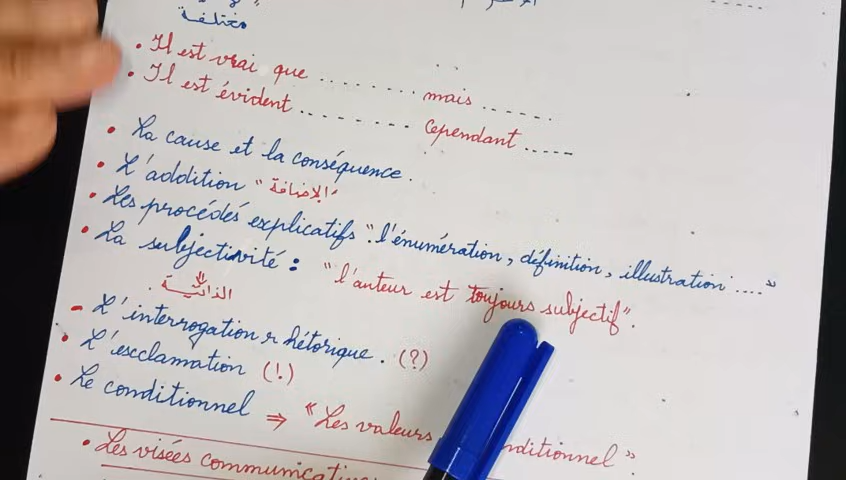 مختلفة
• Il est vrai que ........ mais ......
• Il est évident ........ cependant .....
• La cause et la conséquence.
• L'addition "الإضافة"
• Les procédés explicatifs "l'énumération, définition, illustration...."
• La subjectivité : "l'auteur est toujours subjectif".
الذاتية
- L'interrogation rhétorique. (?)
• L'escclamation (!)
• Le conditionnel ⇒ "Les valeurs nditionnel".
• Les visées communicati